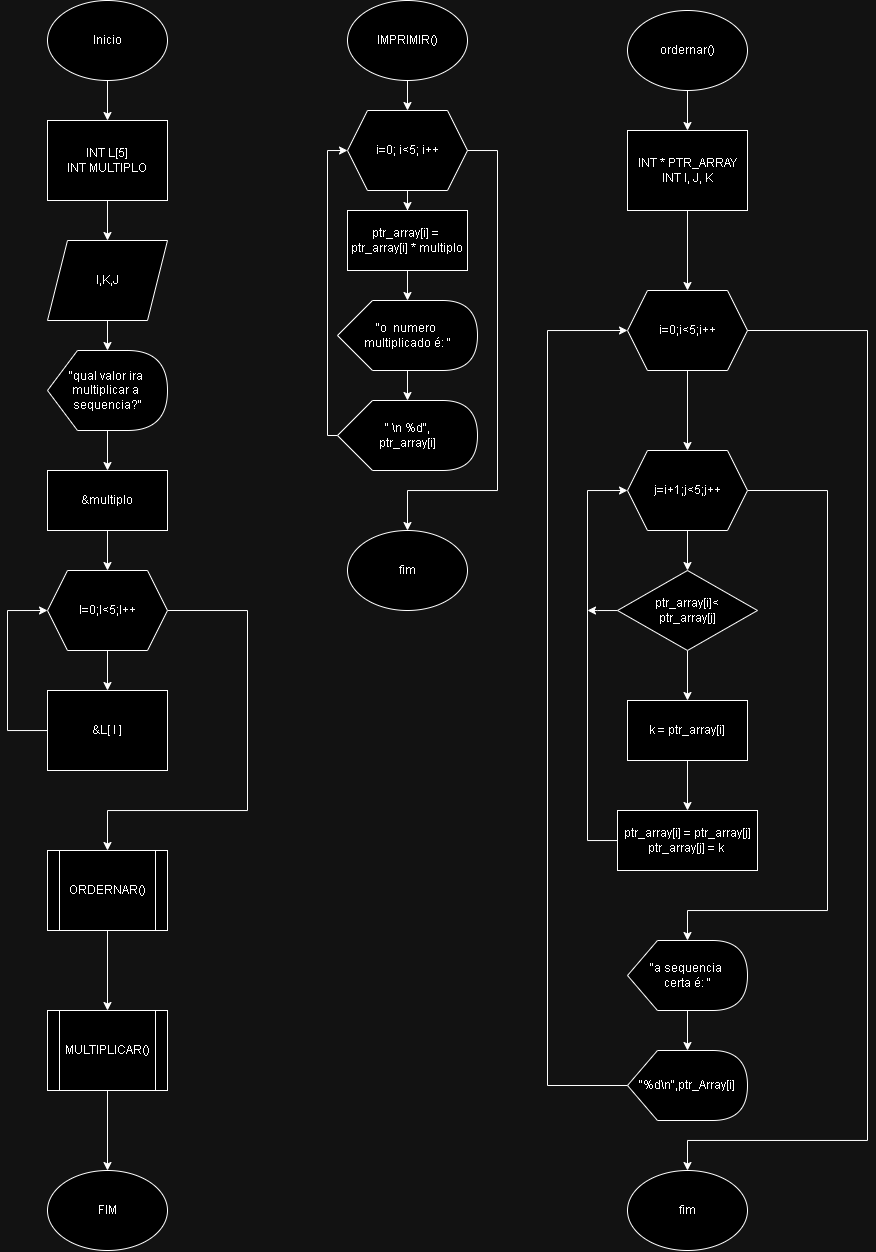 Inicio
INT L[5]
INT MULTIPLO
I,K,J
"qual valor ira
multiplicar a
sequencia?"
&multiplo
I=0;I<5;I++
&L[ I ]
ORDERNAR()
MULTIPLICAR()
FIM
IMPRIMIR()
i=0; i<5; i++
ptr_array[i] =
ptr_array[i] * multiplo
"o  numero
multiplicado é: "
" \n %d",
ptr_array[i]
fim
ordernar()
INT * PTR_ARRAY
INT I, J, K
i=0;i<5;i++
j=i+1;j<5;j++
ptr_array[i]<
ptr_array[j]
k = ptr_array[i]
ptr_array[i] = ptr_array[j]
ptr_array[j] = k
"a sequencia
certa é: "
"%d\n",ptr_Array[i]
fim